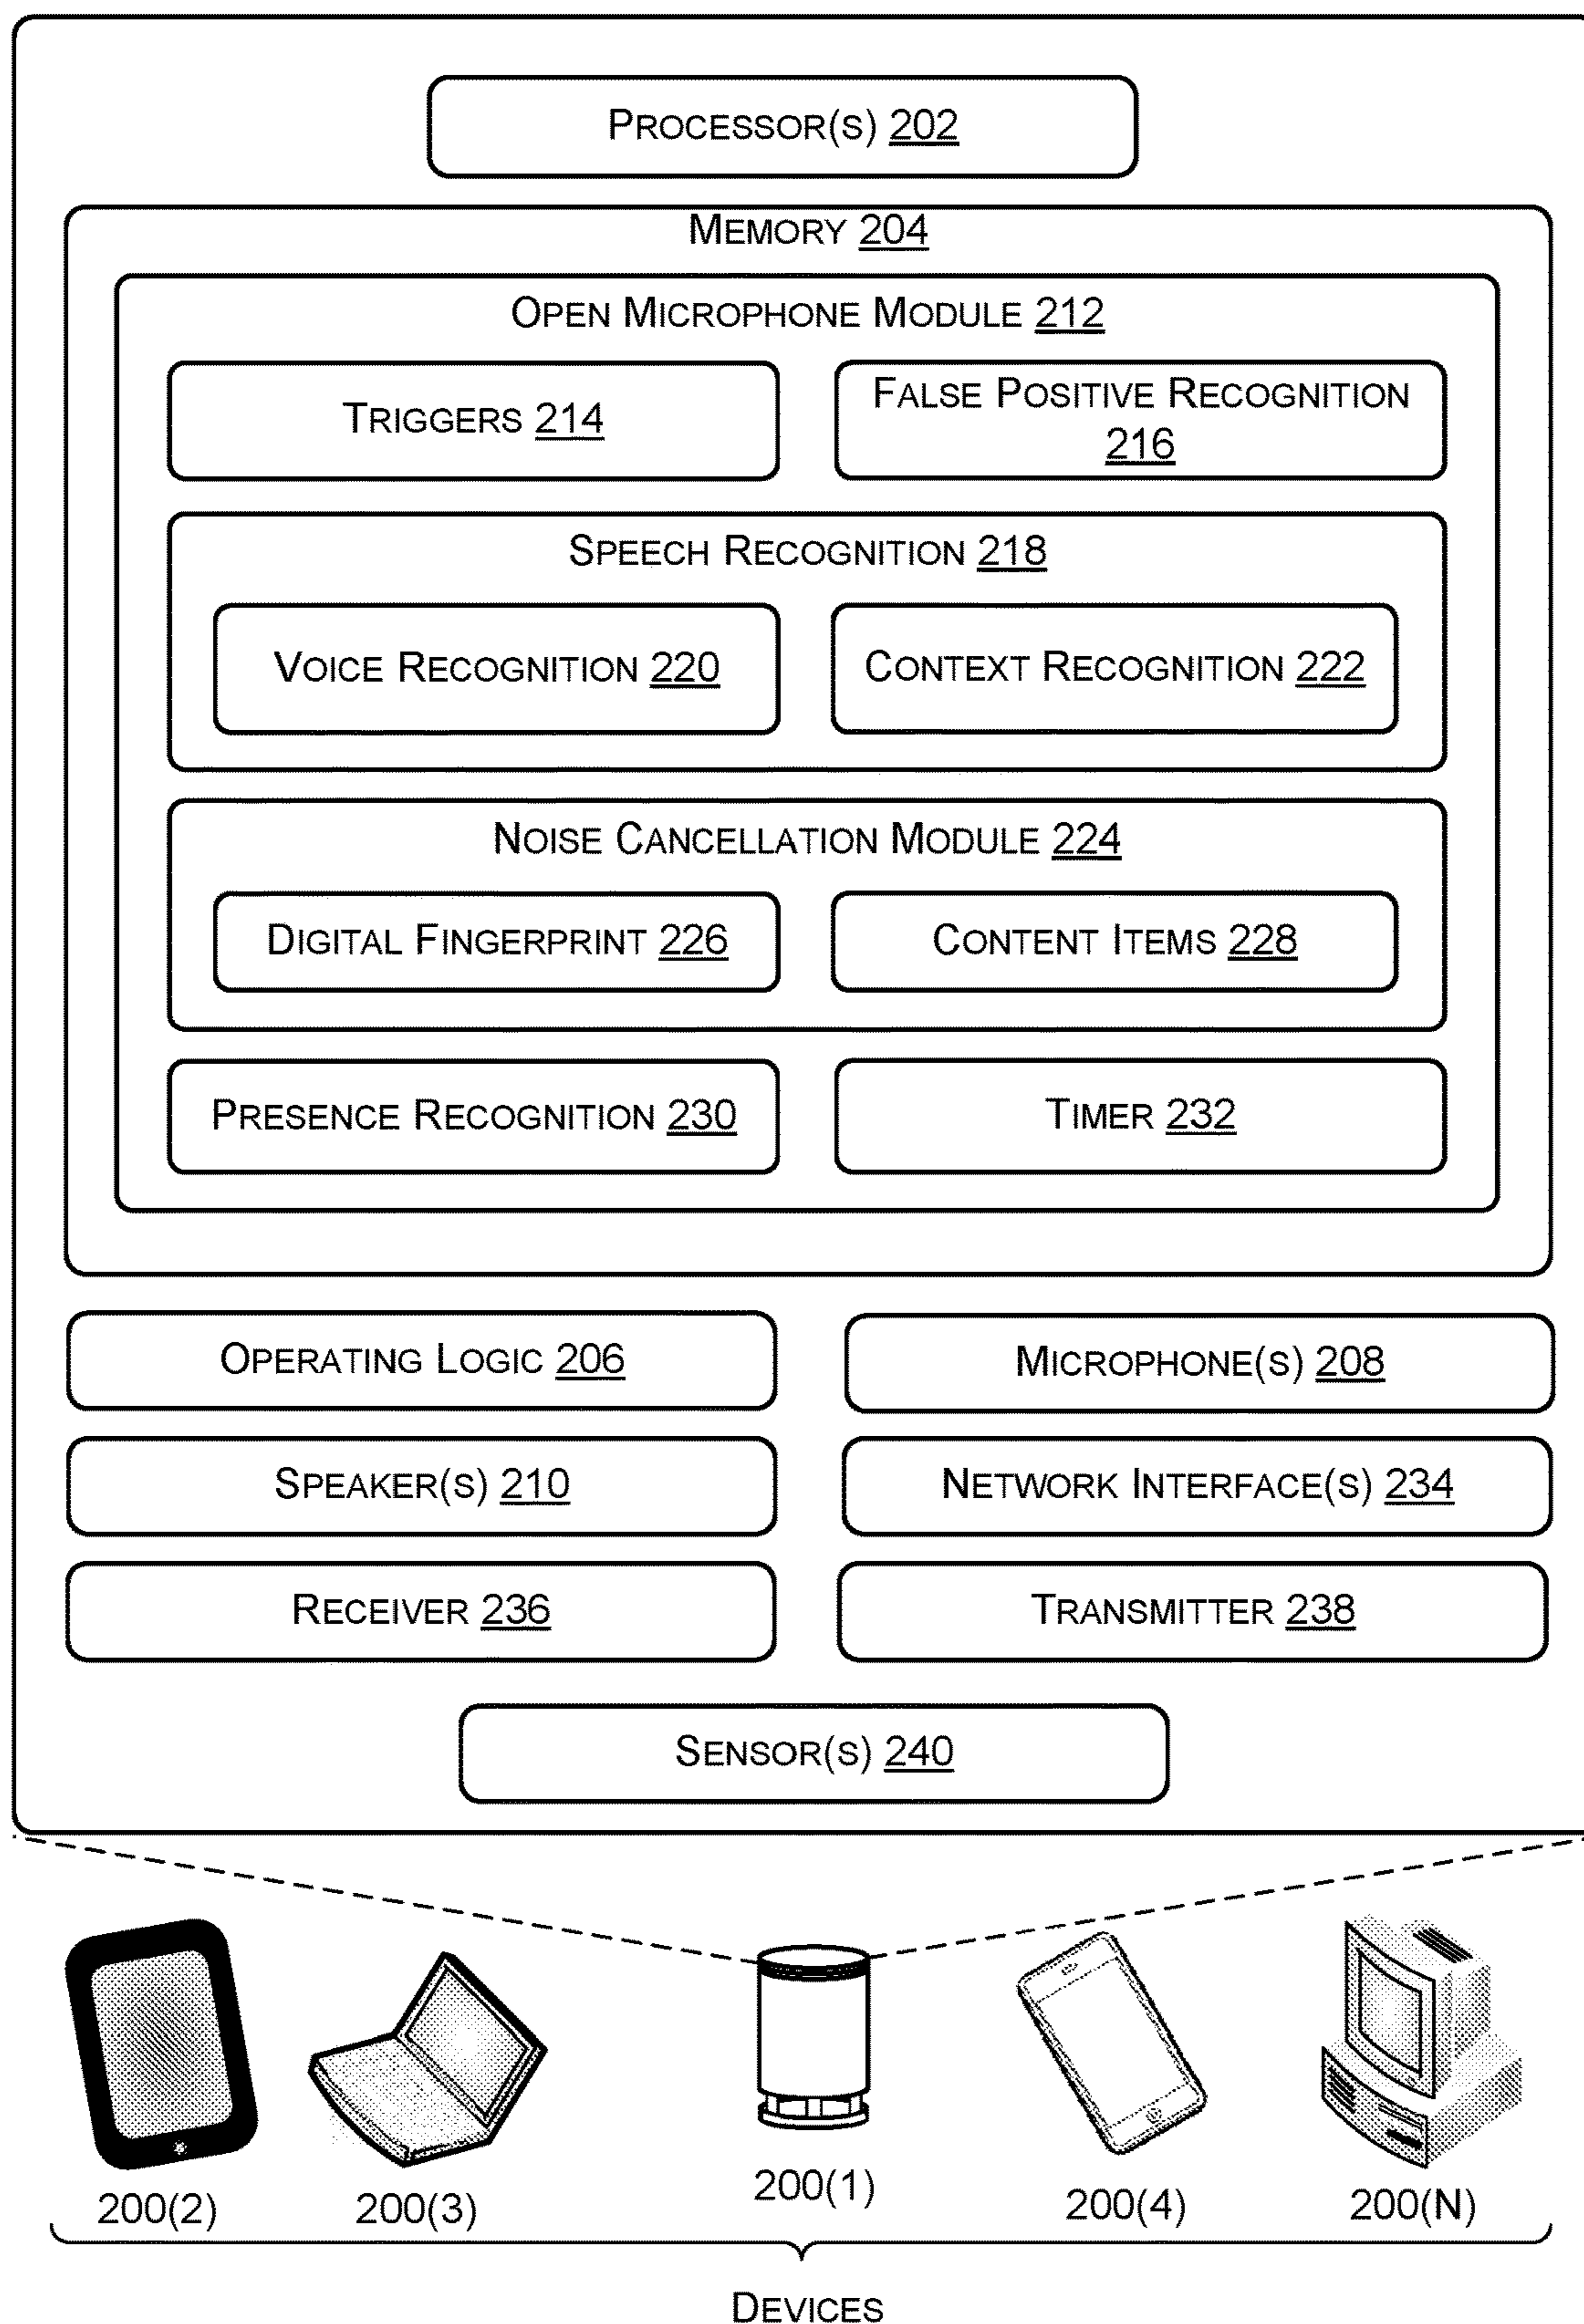 PROCESSOR(S) 202
MEMORY 204
OPEN MICROPHONE MODULE 212
TRIGGERS 214
FALSE POSITIVE RECOGNITION
216
SPEECH RECOGNITION 218
VOICE RECOGNITION 220
CONTEXT RECOGNITION 222
NOISE CANCELLATION MODULE 224
DIGITAL FINGERPRINT 226
CONTENT ITEMS 228
PRESENCE RECOGNITION 230
TIMER 232
OPERATING LOGIC 206
MICROPHONE(S) 208
SPEAKER(S) 210
NETWORK INTERFACE(S) 234
RECEIVER 236
TRANSMITTER 238
SENSOR(S) 240
200(2)
200(3)
200(1)
200(4)
200(N)
DEVICES